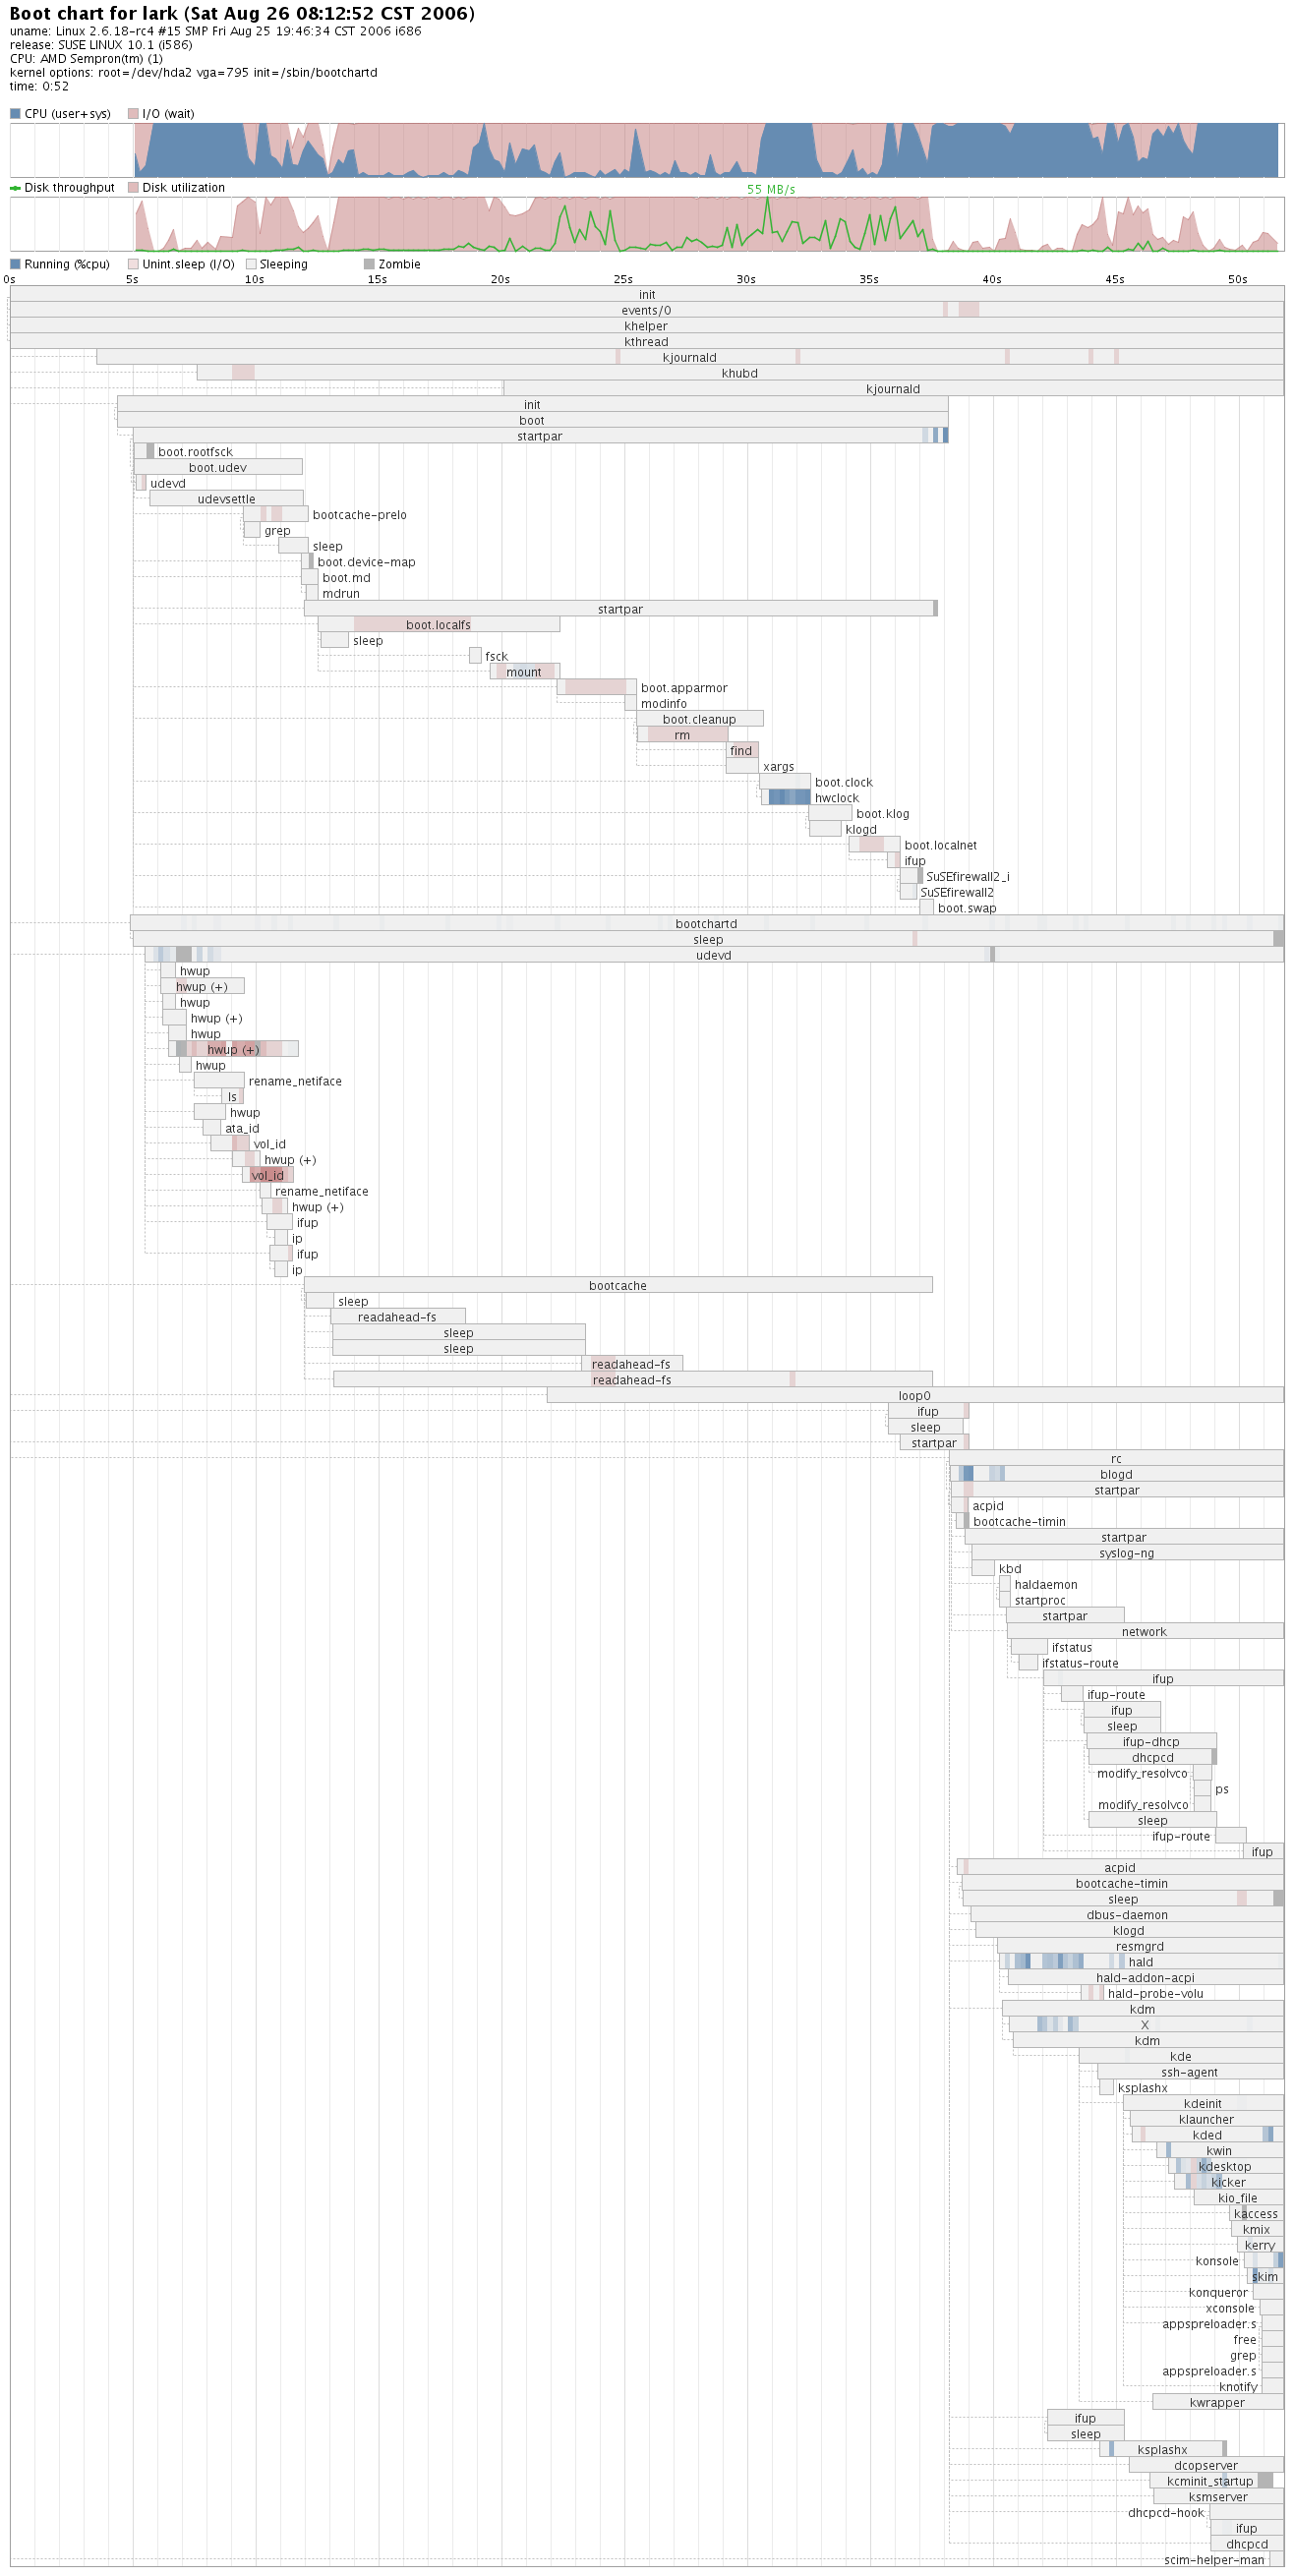 Boot chart for lark (Sat Aug 26 08:12:52 CST 2006)
uname: Linux 2.6.18-rc4 #15 SMP Fri Aug 25 19:46:34 CST 2006 i686
release: SUSE LINUX 10.1 (i586)
CPU: AMD Sempron(tm) (1)
kernel options: root=/dev/hda2 vga=795 init=/sbin/bootchartd
time: 0:52
CPU (user+sys) I/O (wait)
Disk throughput Disk utilization
55 MB/s
Running (%cpu) Unint.sleep (I/O) Sleeping Zombie
0s 5s 10s 15s 20s 25s 30s 35s 40s 45s 50s
init
events/0
khelper
kthread
kjournald
khubd
kjournald
init
boot
startpar
boot.rootfsck
boot.udev
udevd
udevsettle
bootcache-prelo
grep
sleep
boot.device-map
boot.md
mdrun
startpar
boot.localfs
sleep
fsck
mount
boot.apparmor
modinfo
boot.cleanup
rm
find
xargs
boot.clock
hwclock
boot.klog
klogd
boot.localnet
ifup
SuSEfirewall2_i
SuSEfirewall2
boot.swap
bootchartd
sleep
udevd
hwup
hwup (+)
hwup
hwup (+)
hwup
hwup (+)
hwup
rename_netiface
ls
hwup
ata_id
vol_id
hwup (+)
vol_id
rename_netiface
hwup (+)
ifup
ip
ifup
ip
bootcache
sleep
readahead-fs
sleep
sleep
readahead-fs
readahead-fs
loop0
ifup
sleep
startpar
rc
blogd
startpar
acpid
bootcache-timin
startpar
syslog-ng
kbd
haldaemon
startproc
startpar
network
ifstatus
ifstatus-route
ifup
ifup-route
ifup
sleep
ifup-dhcp
dhcpcd
modify_resolvco
ps
modify_resolvco
sleep
ifup-route
ifup
acpid
bootcache-timin
sleep
dbus-daemon
klogd
resmgrd
hald
hald-addon-acpi
hald-probe-volu
kdm
X
kdm
kde
ssh-agent
ksplashx
kdeinit
klauncher
kded
kwin
kdesktop
kicker
kio_file
kaccess
kmix
kerry
konsole
skim
konqueror
xconsole
appspreloader.s
free
grep
appspreloader.s
knotify
kwrapper
ifup
sleep
ksplashx
dcopserver
kcminit_startup
ksmserver
dhcpcd-hook
ifup
dhcpcd
scim-helper-man